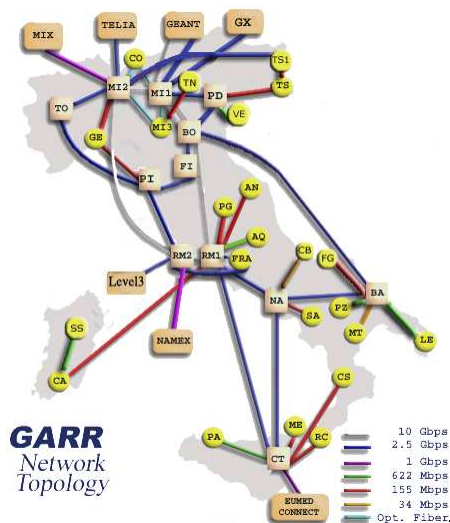 TELIA
GEANT
GX
MIX
CO
TS1
MI2
MI1
TN
PD
TS
TO
VE
MI3
BO
GE
FI
PI
AN
PG
AQ
RM2
RM1
FRA
CB
FG
Level3
NA
BA
PZ
SA
MT
LE
SS
NAMEX
CA
CS
ME
PA
RC
CT
EUMED
CONNECT
GARR
Network
Topology
10 Gbps
2.5 Gbps
1 Gbps
622 Mbps
155 Mbps
34 Mbps
Opt. Fiber